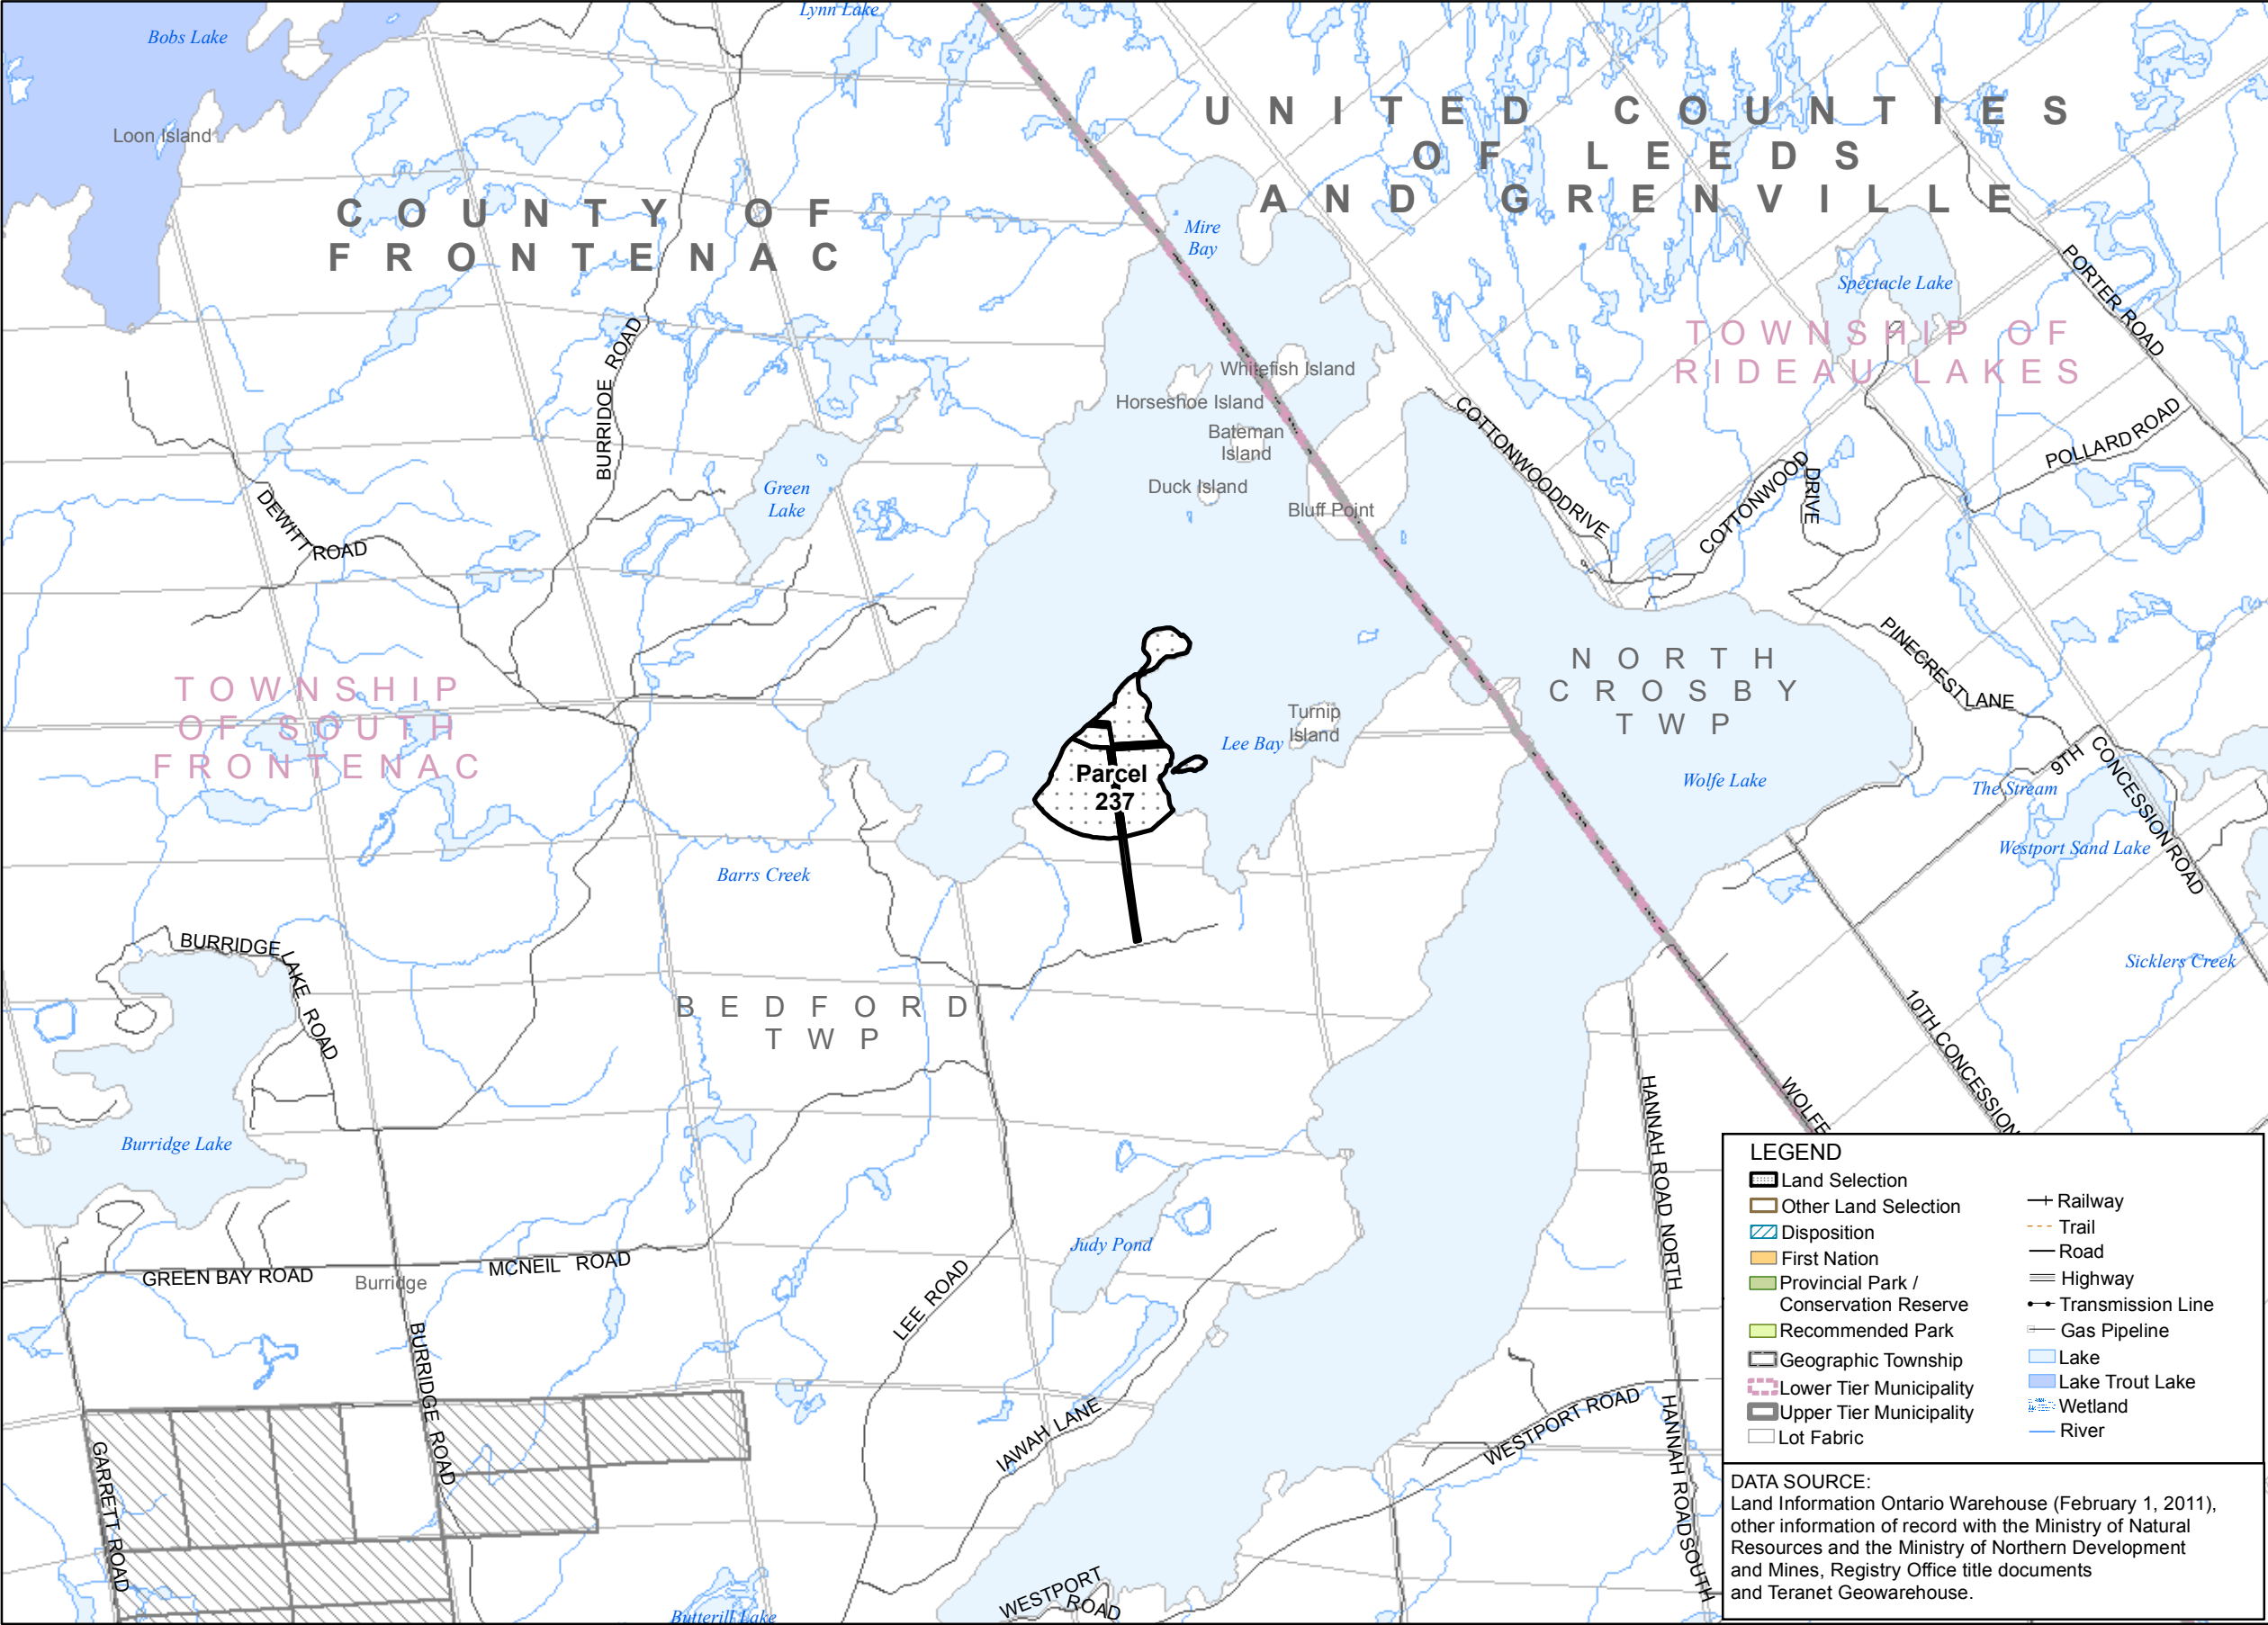 Lynn Lake
Bobs Lake
Loon Island
UNITED COUNTIES
OF LEEDS
AND GRENVILLE
COUNTY OF
FRONTENAC
Mire
Bay
Spectacle Lake
PORTER ROAD
TOWNSHIP OF
RIDEAU LAKES
BURRIDOE ROAD
Whitefish Island
Horseshoe Island
Bateman
Island
Duck Island
Bluff Point
COTTONWOODDRIVE
COTTONWOOD
DRIVE
POLLARD ROAD
Green
Lake
DEWITT ROAD
PINECREST LANE
NORTH
CROSBY
TWP
TOWNSHIP
OF SOUTH
FRONTENAC
Turnip
Island
Lee Bay
Parcel
237
Wolfe Lake
9TH
CONCESSION ROAD
The Stream
Westport Sand Lake
Barrs Creek
BURRIDGE
LAKE ROAD
Sicklers Creek
BEDFORD
TWP
10TH CONCESSION
HANNAH ROAD NORTH
WOLFE
Burridge Lake
Judy Pond
GREEN BAY ROAD
Burridge
MCNEIL ROAD
LEE ROAD
BURRIDGE ROAD
IAWAH LANE
WESTPORT ROAD
HANNAH ROADSOUTH
GARRETT ROAD
Butterill Lake
WESTPORT
ROAD
LEGEND
Land Selection
Other Land Selection
Disposition
First Nation
Provincial Park /
Conservation Reserve
Recommended Park
Geographic Township
Lower Tier Municipality
Upper Tier Municipality
Lot Fabric
Railway
Trail
Road
Highway
Transmission Line
Gas Pipeline
Lake
Lake Trout Lake
Wetland
River
DATA SOURCE:
Land Information Ontario Warehouse (February 1, 2011),
other information of record with the Ministry of Natural
Resources and the Ministry of Northern Development
and Mines, Registry Office title documents
and Teranet Geowarehouse.